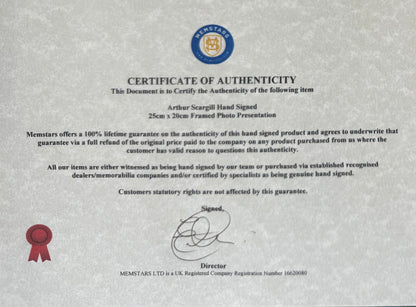 MEMSTARS
CERTIFICATE OF AUTHENTICITY
This Document is to Certify the Authenticity of the following item
Arthur Scargill Hand Signed
25cm x 20cm Framed Photo Presentation
Memstars offers a 100% lifetime guarantee on the authenticity of this hand signed product and agrees to underwrite that
guarantee via a full refund of the original price paid to the company on any product purchased from us where the
customer has valid reason to questions this authenticity.
All our items are either witnessed as being hand signed by our team or purchased via established recognised
dealers/memorabilia companies and/or certified by specialists as being genuine hand signed.
Customers statutory rights are not affected by this guarantee.
Signed,
Director
MEMSTARS LTD is a UK Registered Company Registration Number 16620080